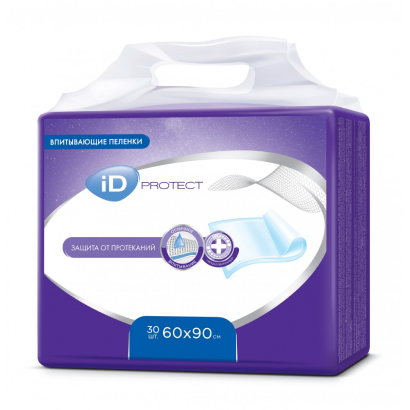 ВПИТЫВАЮЩИЕ ПЕЛЕНКИ
iD PROTECT
ЗАЩИТА ОТ ПРОТЕКАНИЙ
30 ШТ. 60x90 СМ